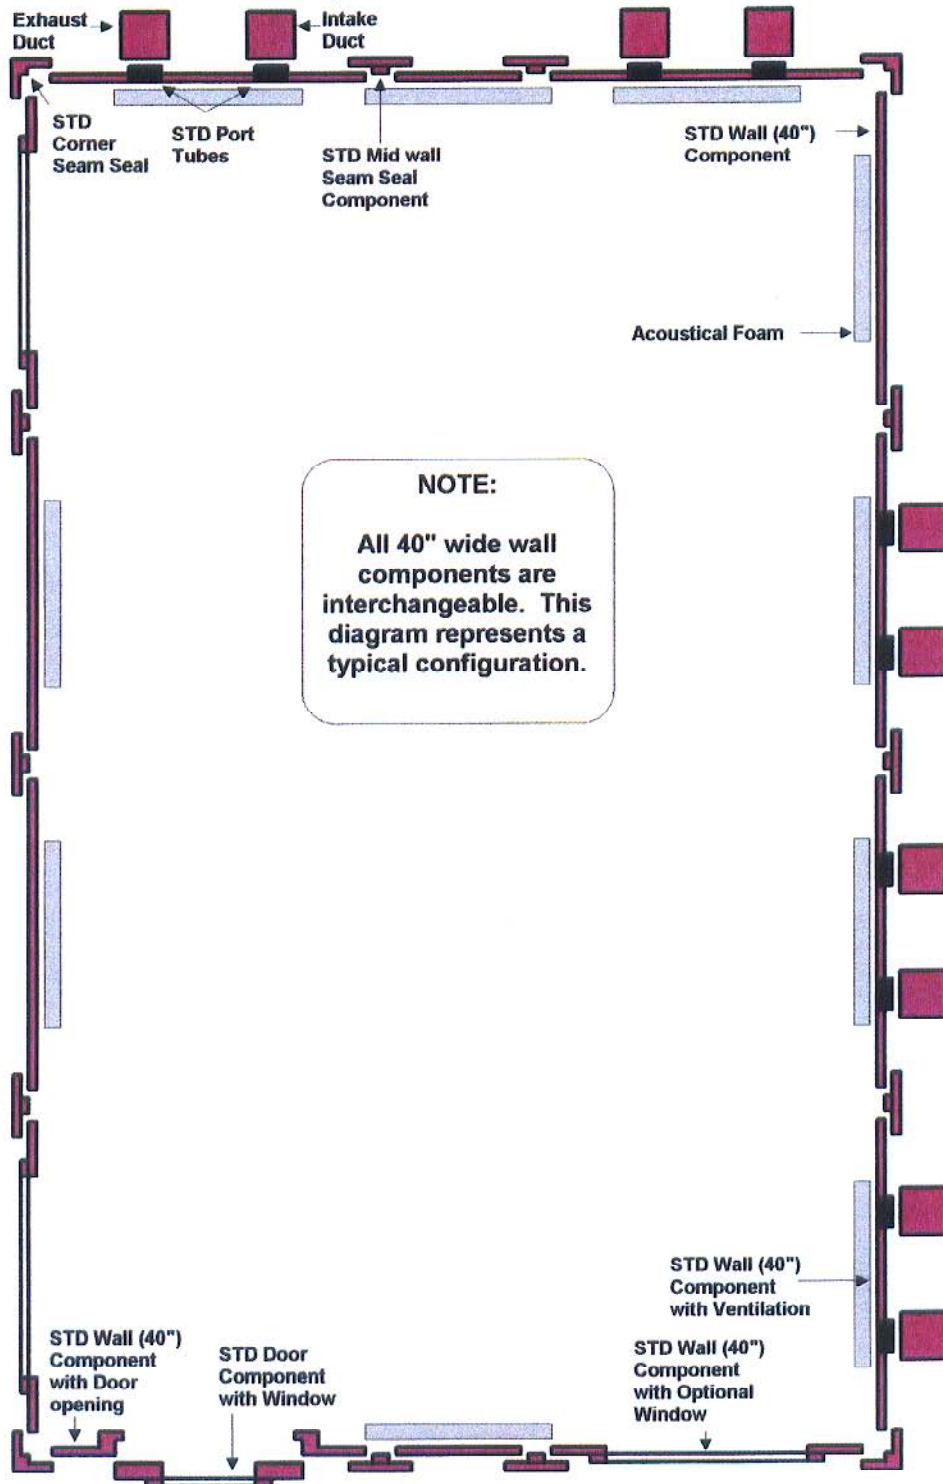 Exhaust
Duct
Intake
Duct
STD
Corner
Seam Seal
STD Port
Tubes
STD Mid wall
Seam Seal
Component
STD Wall (40")
Component
Acoustical Foam
NOTE:
All 40" wide wall
components are
interchangeable. This
diagram represents a
typical configuration.
STD Wall (40")
Component
with Ventilation
STD Wall (40")
Component
with Door
opening
STD Door
Component
with Window
STD Wall (40")
Component
with Optional
Window